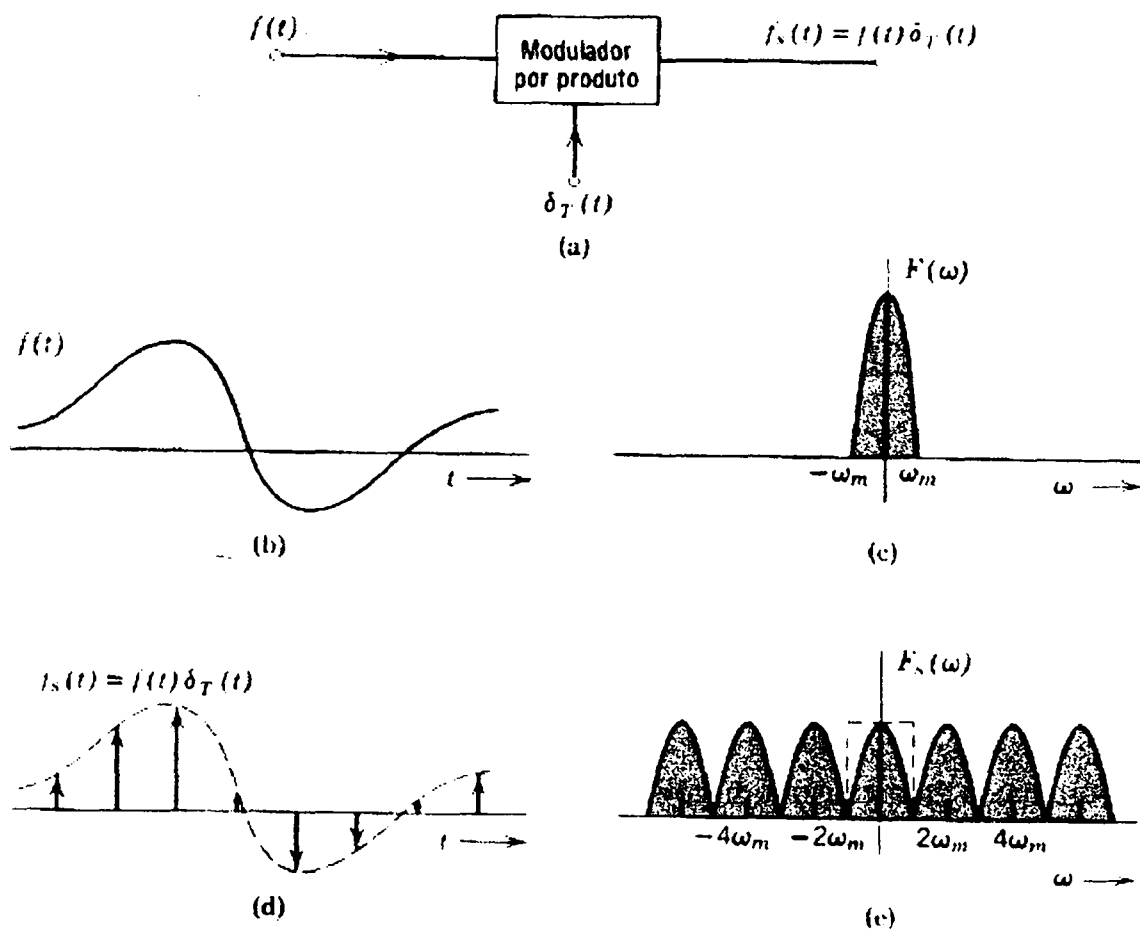 f(t)
Modulador
por produto
f_s(t) = f(t) δ_T (t)
δ_T (t)
(a)
F(ω)
f(t)
t
−ω_m ω_m
ω
(b)
(c)
f_s(t) = f(t) δ_T (t)
F_s(ω)
t
−4ω_m −2ω_m 2ω_m 4ω_m
ω
(d)
(e)